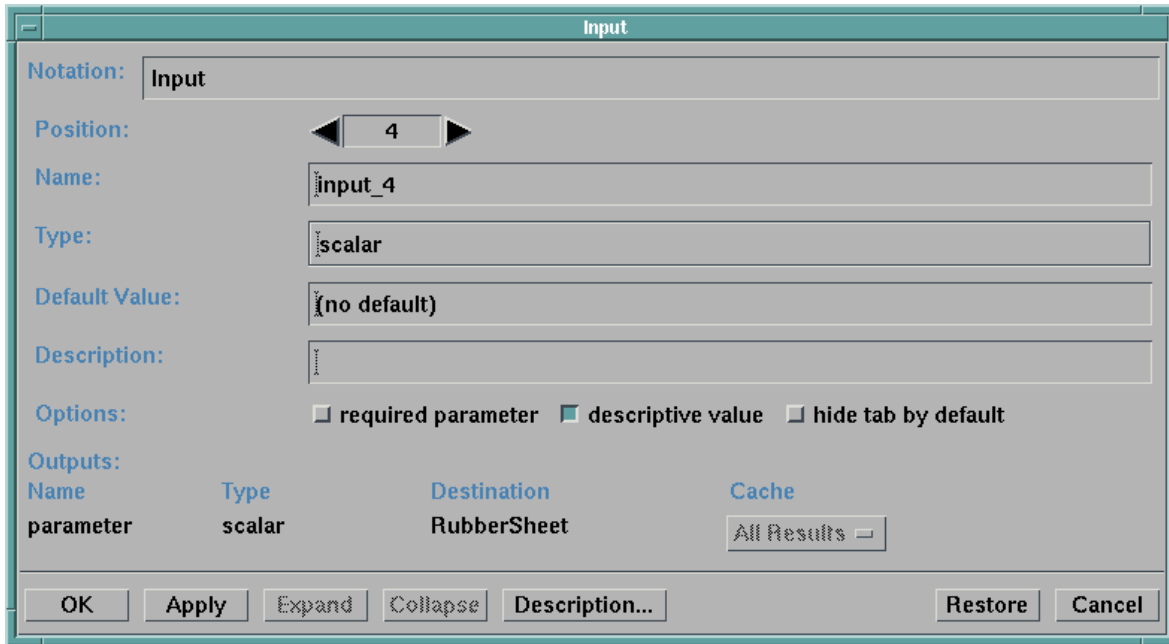 Input
Notation: Input
Position: 4
Name: input_4
Type: scalar
Default Value: (no default)
Description:
Options: required parameter descriptive value hide tab by default
Outputs:
Name Type Destination Cache
parameter scalar RubberSheet All Results
OK Apply Expand Collapse Description... Restore Cancel